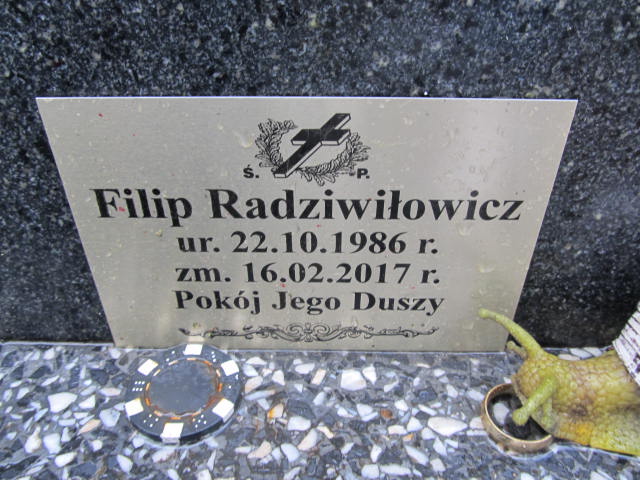 Ś. P.
Filip Radziwiłowicz
ur. 22.10.1986 r.
zm. 16.02.2017 r.
Pokój Jego Duszy